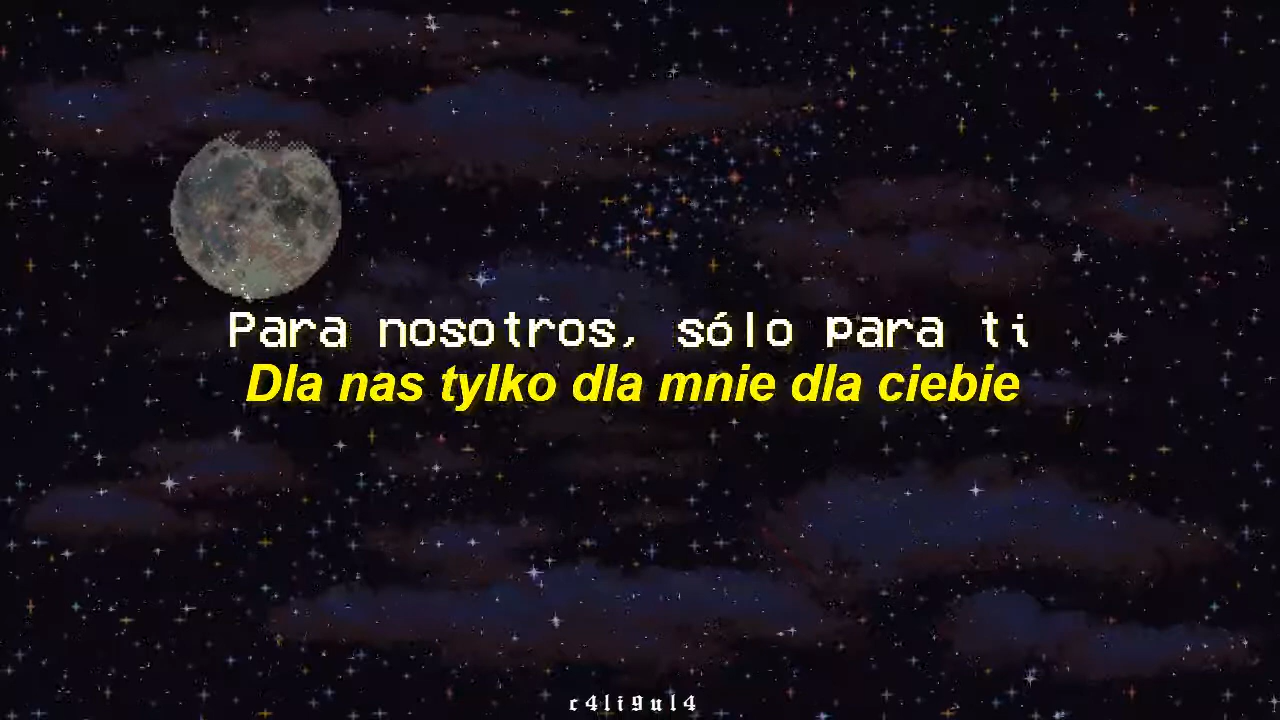 Para nosotros, sólo para ti
Dla nas tylko dla mnie dla ciebie
c4li9ul4